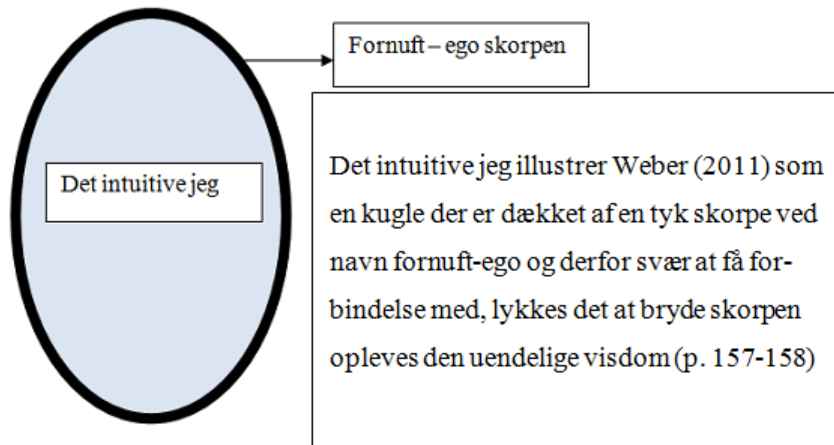 Fornuft – ego skorpen
Det intuitive jeg
Det intuitive jeg illustrer Weber (2011) som
en kugle der er dækket af en tyk skorpe ved
navn fornuft-ego og derfor svær at få for-
bindelse med, lykkes det at bryde skorpen
opleves den uendelige visdom (p. 157-158)